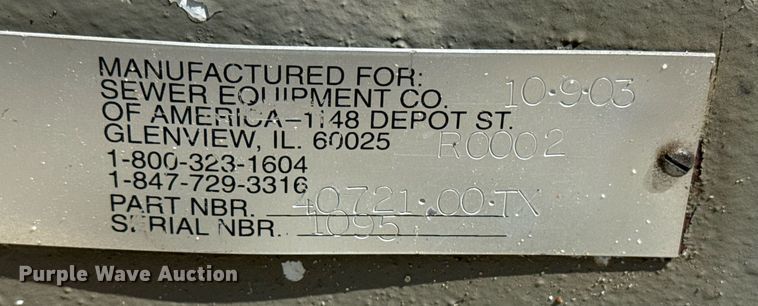 MANUFACTURED FOR:
SEWER EQUIPMENT CO. 10·9·03
OF AMERICA-1148 DEPOT ST.
GLENVIEW, IL. 60025 R0002
1-800-323-1604
1-847-729-3316
PART NBR. 40721·00·TX
SERIAL NBR. 1095
Purple Wave Auction